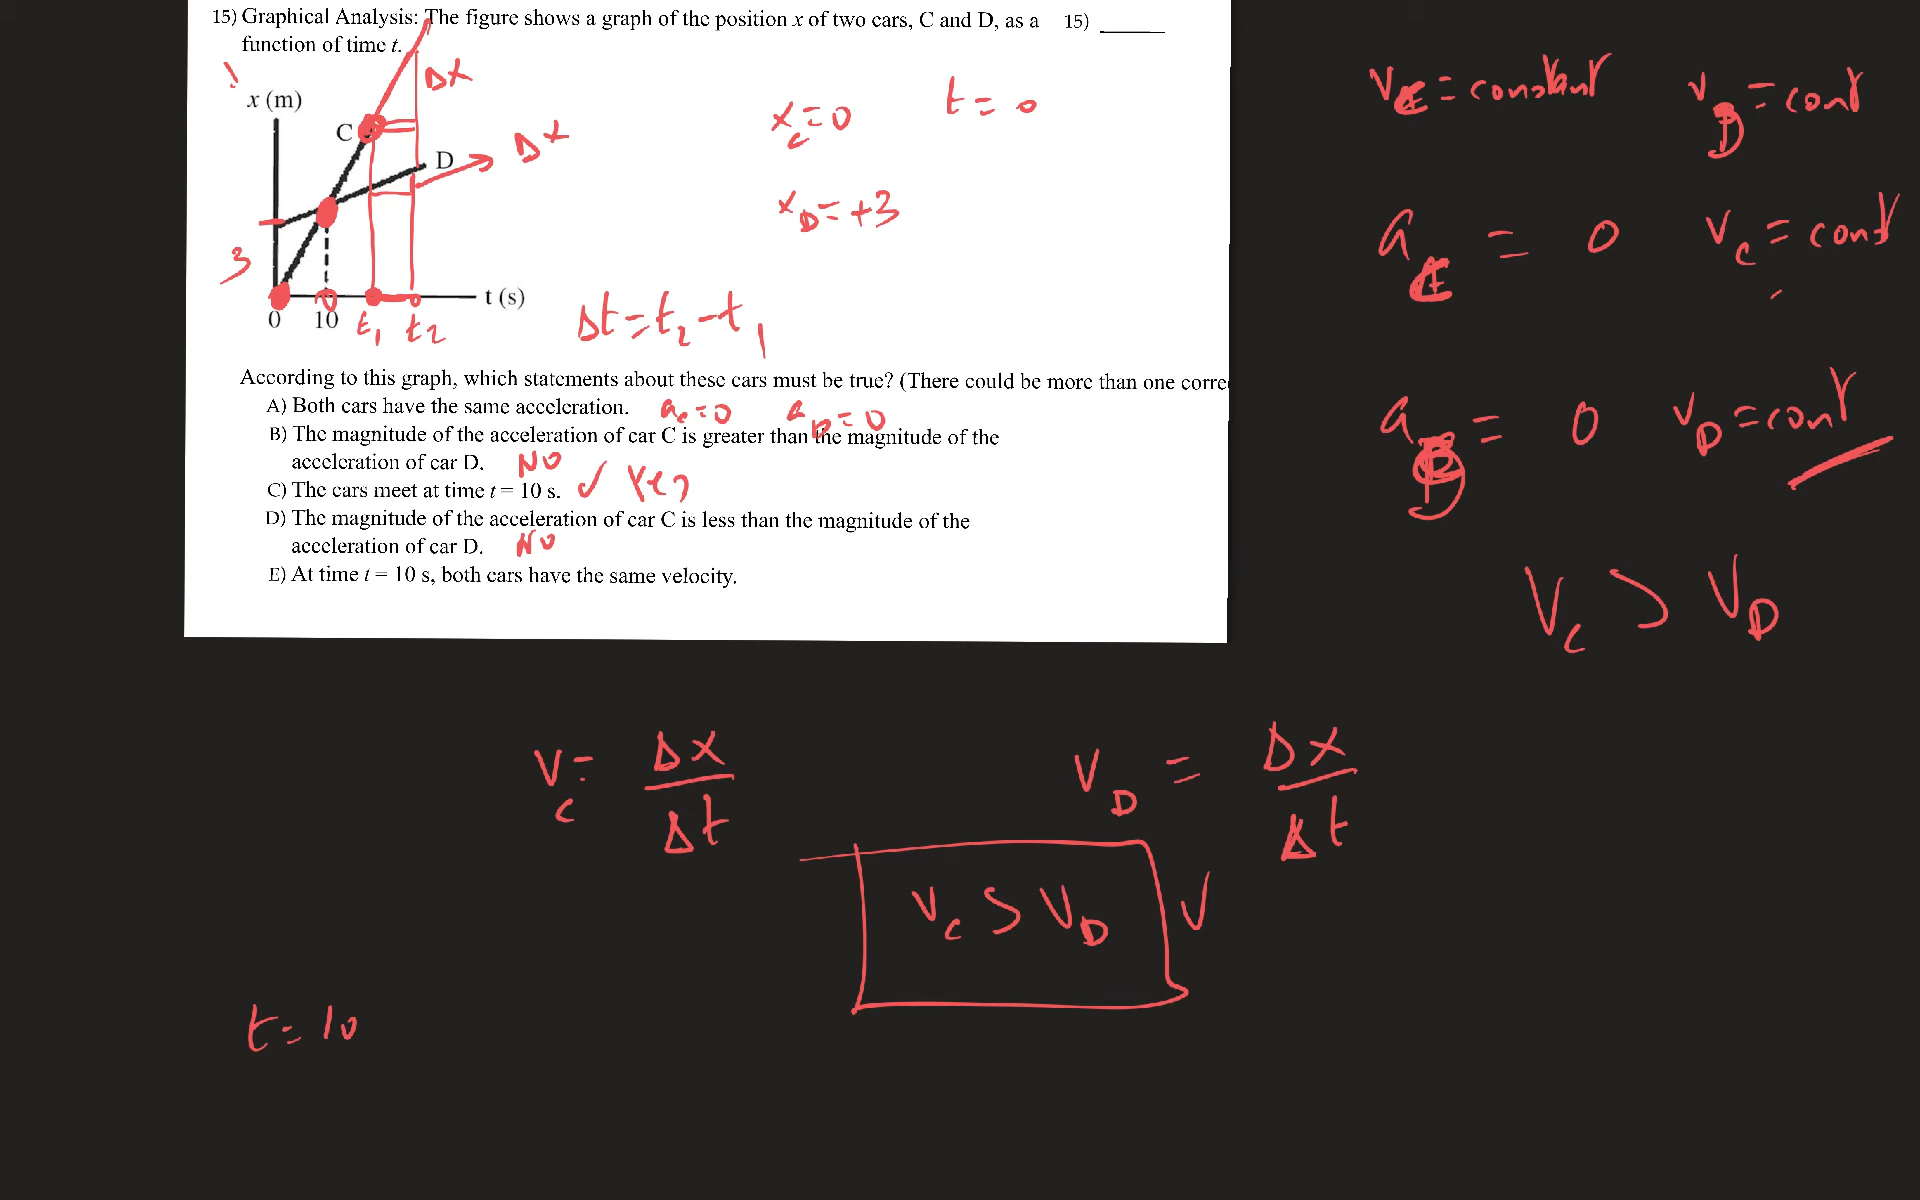 15) Graphical Analysis: The figure shows a graph of the position x of two cars, C and D, as a 15) ______
function of time t.
x (m)
C
D
3
0 10 t₁ t₂
t (s)
Δx
Δx
x_C = 0 t = 0
x_D = +3
Δt = t₂ - t₁
According to this graph, which statements about these cars must be true? (There could be more than one corre
A) Both cars have the same acceleration. a_C = 0 a_D = 0
B) The magnitude of the acceleration of car C is greater than the magnitude of the
acceleration of car D. NO
C) The cars meet at time t = 10 s. ✓ Yes
D) The magnitude of the acceleration of car C is less than the magnitude of the
acceleration of car D. NO
E) At time t = 10 s, both cars have the same velocity.
v_C = constant v_D = cont
a_C = 0 v_C = cont
a_D = 0 v_D = cont
V_C > V_D
V_C = Δx/Δt V_D = Δx/Δt
V_C > V_D ✓
t = 10